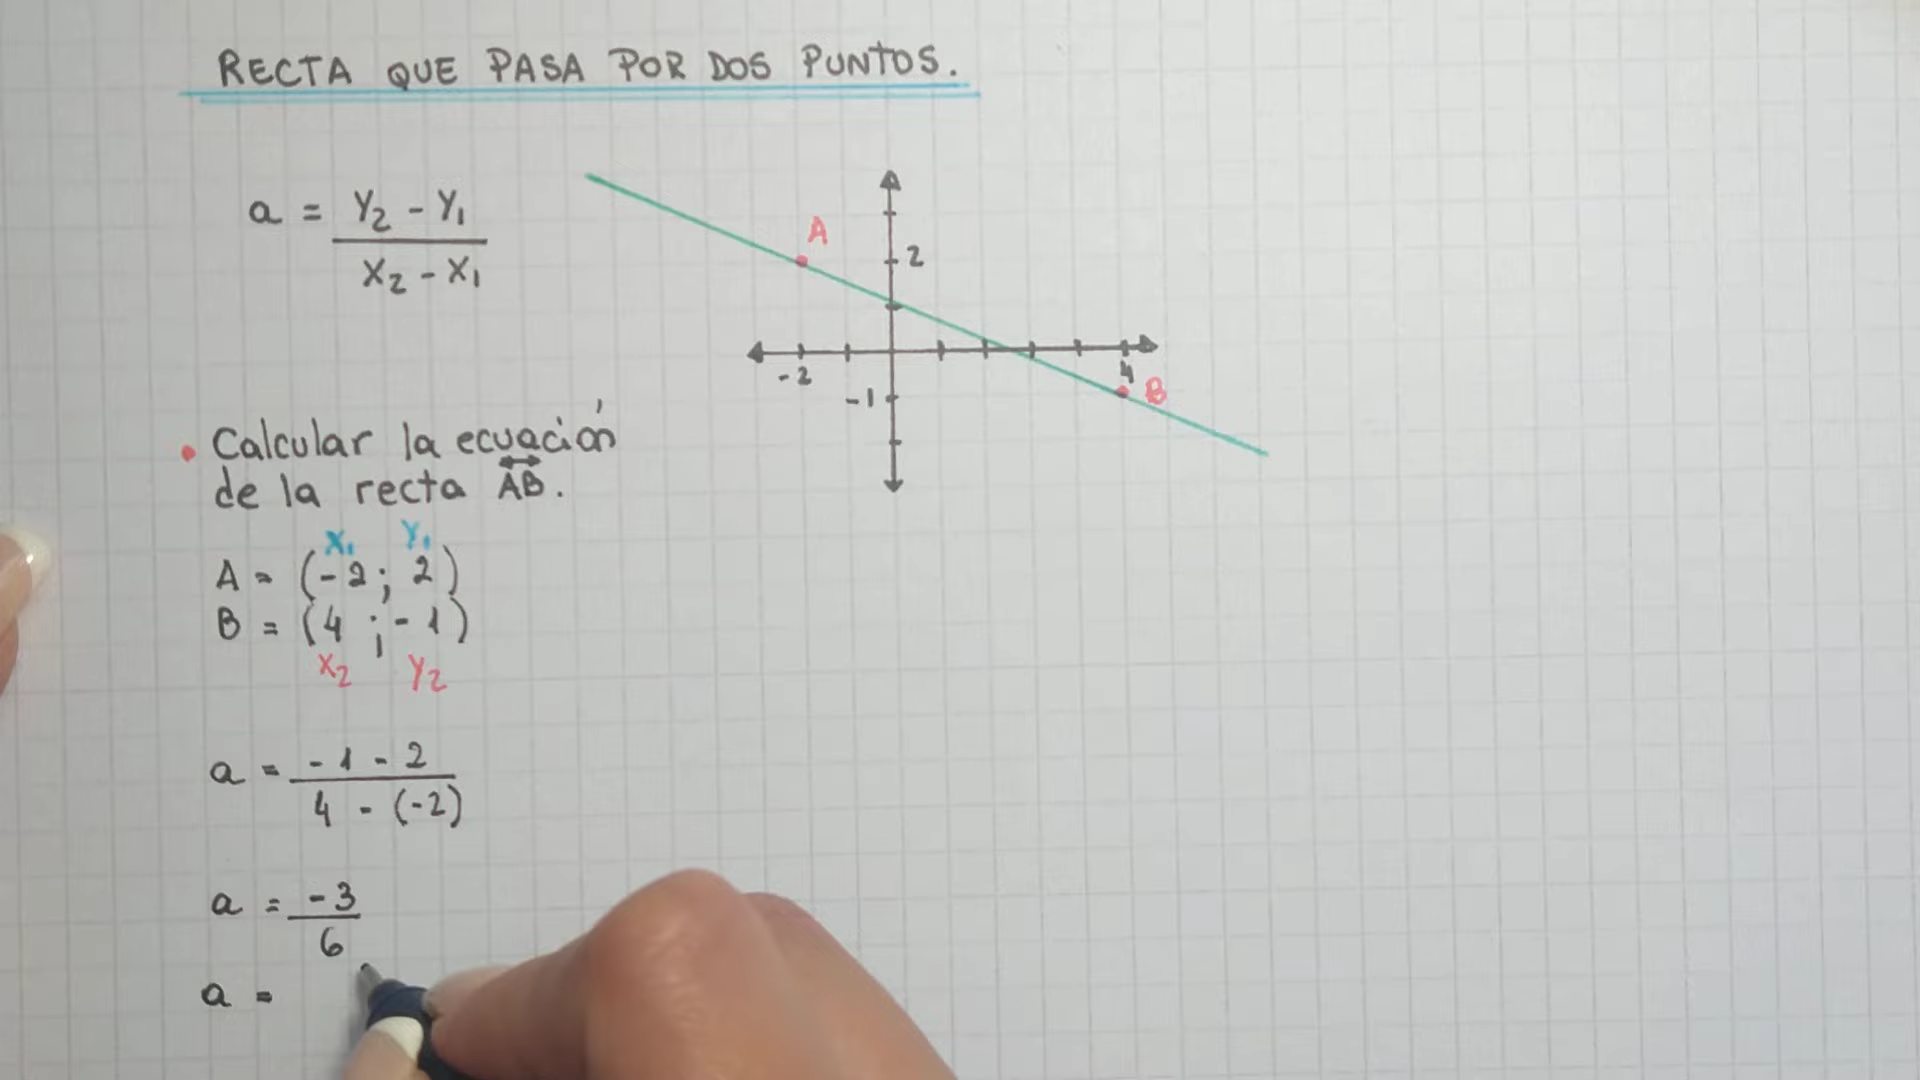 RECTA QUE PASA POR DOS PUNTOS.
a = Y₂ - Y₁
X₂ - X₁
A
2
-2
4
-1
B
• Calcular la ecuación
de la recta AB.
X₁ Y₁
A = (-2; 2)
B = (4 ; -1)
X₂ Y₂
a = -1 - 2
4 - (-2)
a = -3
6
a =